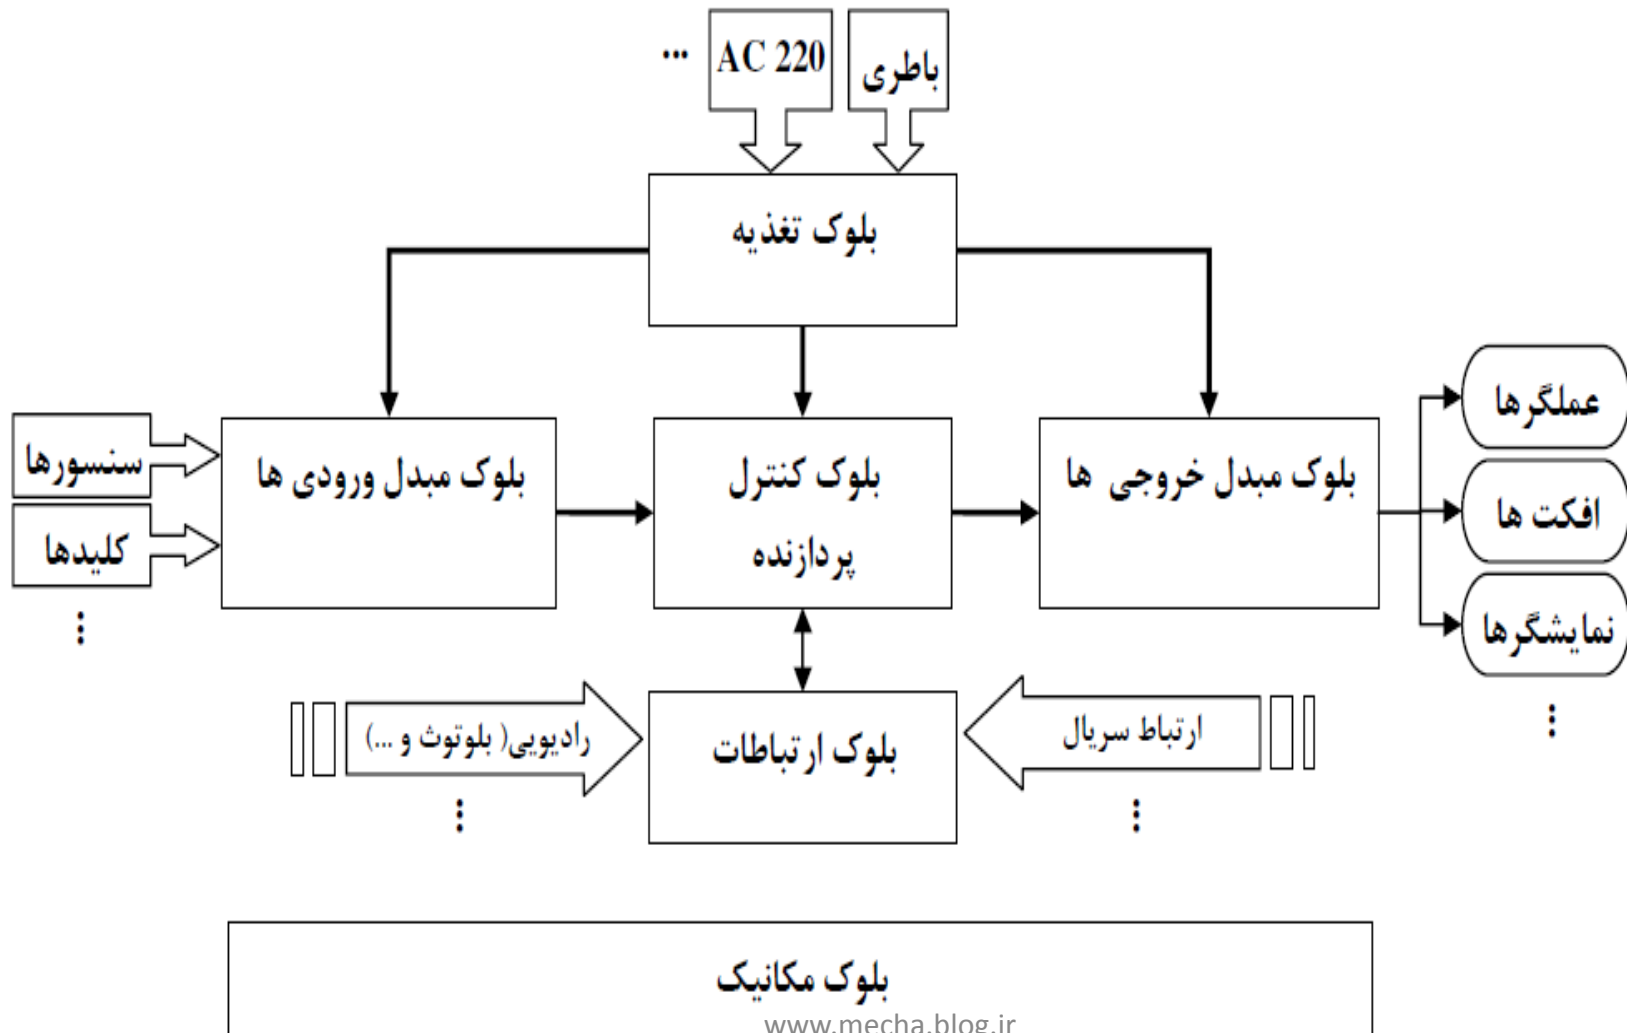 باطری
AC 220
...
بلوک تغذیه
سنسورها
کلیدها
بلوک مبدل ورودی ها
بلوک کنترل
پردازنده
بلوک مبدل خروجی ها
عملگرها
افکت ها
نمایشگرها
رادیویی( بلوتوث و ...)
بلوک ارتباطات
ارتباط سریال
بلوک مکانیک
www.mecha.blog.ir